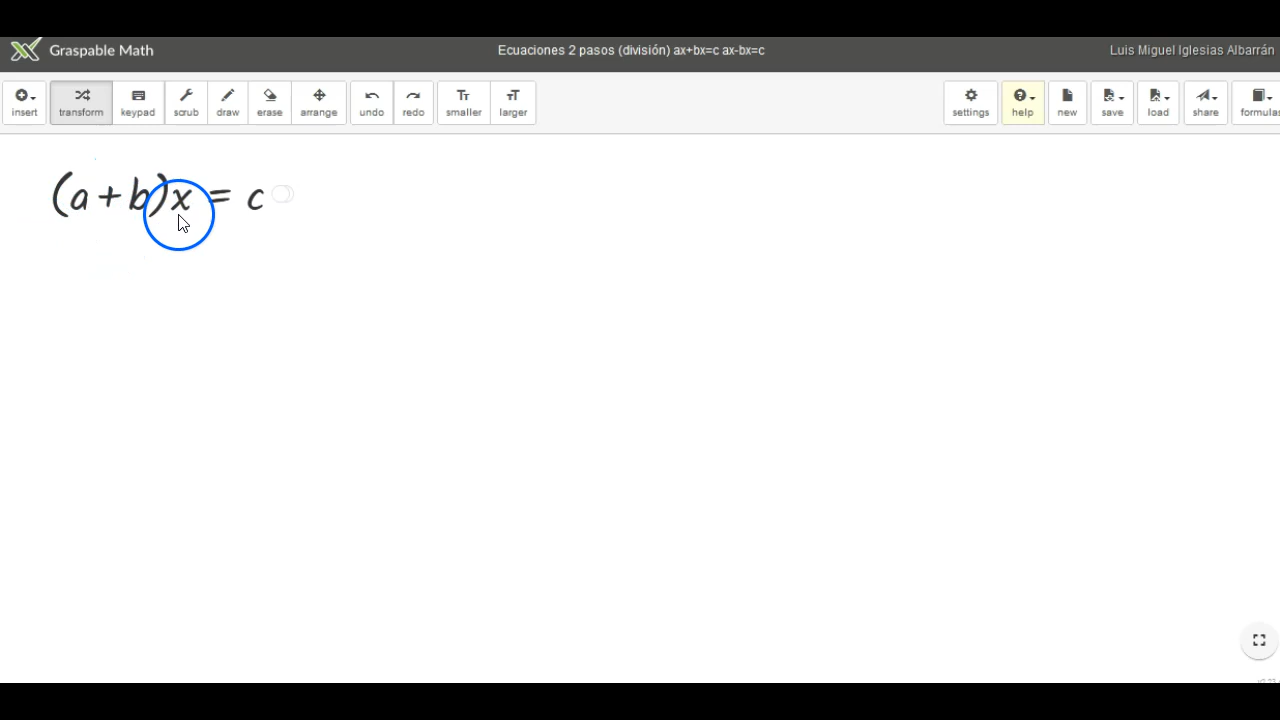 Graspable Math
Ecuaciones 2 pasos (división) ax+bx=c ax-bx=c
Luis Miguel Iglesias Albarrán
insert
transform
keypad
scrub
draw
erase
arrange
undo
redo
smaller
larger
settings
help
new
save
load
share
formulas
(a + b)x = c